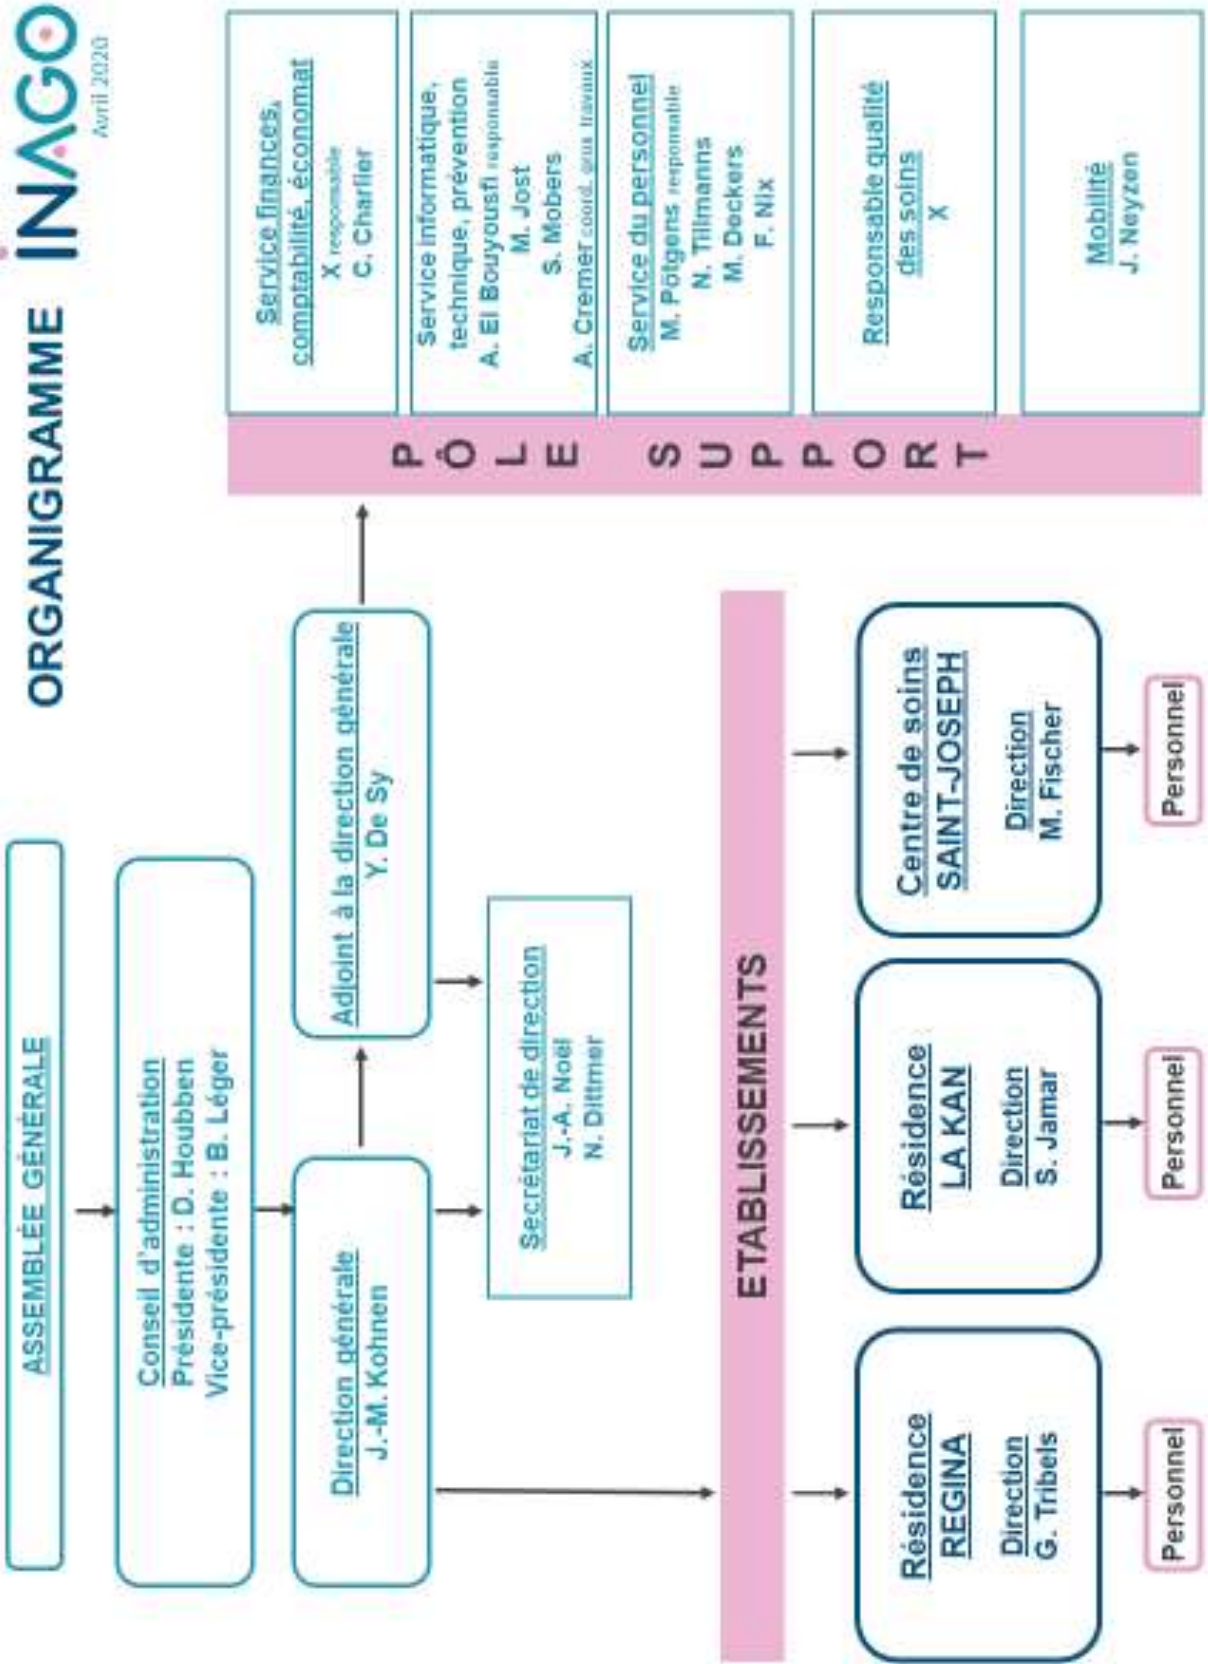 ORGANIGRAMME
INAGO
Avril 2020
ASSEMBLÉE GÉNÉRALE
Conseil d'administration
Présidente : D. Houbben
Vice-présidente : B. Léger
Direction générale
J.-M. Kohnen
Adjoint à la direction générale
Y. De Sy
Secrétariat de direction
J.-A. Noël
N. Dittmer
PÔLE SUPPORT
Service finances,
comptabilité, économat
X responsable
C. Charlier
Service informatique,
technique, prévention
A. El Bouyousfi responsable
M. Jost
S. Mobers
A. Cremer coord. gros travaux
Service du personnel
M. Pötgens responsable
N. Tilmans
M. Deckers
F. Nix
Responsable qualité
des soins
X
Mobilité
J. Neyzen
ETABLISSEMENTS
Résidence
REGINA
Direction
G. Tribels
Personnel
Résidence
LA KAN
Direction
S. Jamar
Personnel
Centre de soins
SAINT-JOSEPH
Direction
M. Fischer
Personnel